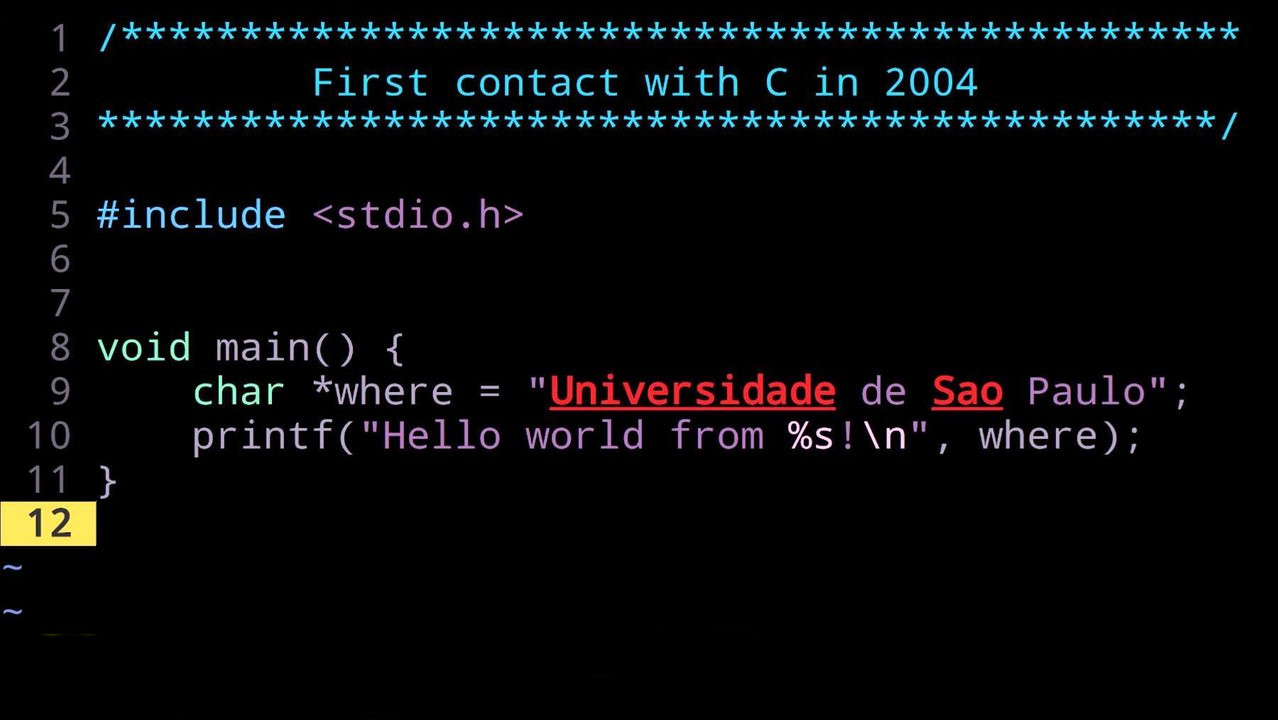 1 /***********************************************
2 First contact with C in 2004
3 ***********************************************/
4
5 #include <stdio.h>
6
7
8 void main() {
9 char *where = "Universidade de Sao Paulo";
10 printf("Hello world from %s!\n", where);
11 }
12
~
~